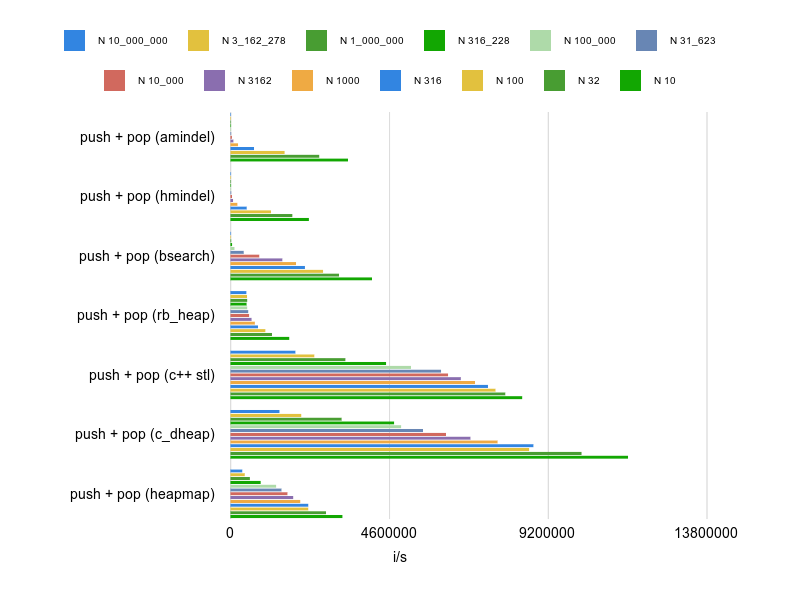 N 10_000_000 N 3_162_278 N 1_000_000 N 316_228 N 100_000 N 31_623
N 10_000 N 3162 N 1000 N 316 N 100 N 32 N 10
push + pop (amindel)
push + pop (hmindel)
push + pop (bsearch)
push + pop (rb_heap)
push + pop (c++ stl)
push + pop (c_dheap)
push + pop (heapmap)
0 4600000 9200000 13800000
i/s